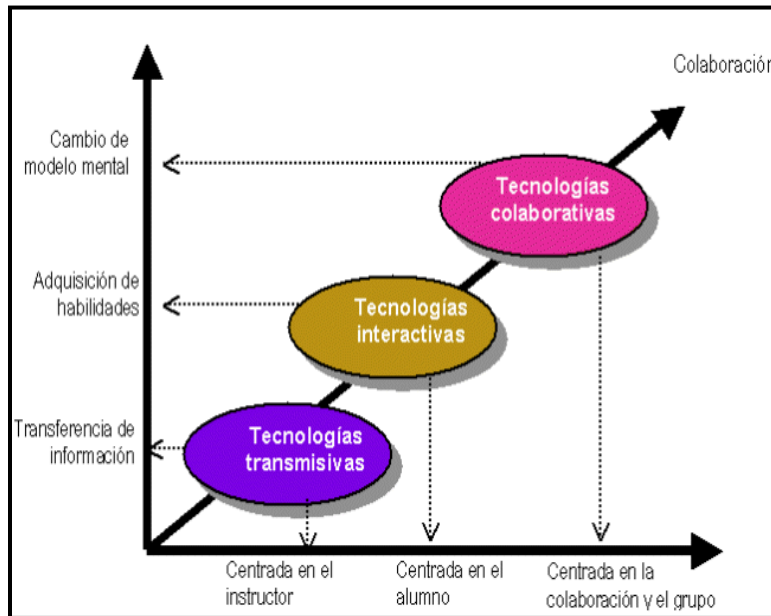 Colaboración
Cambio de
modelo mental
Tecnologías
colaborativas
Adquisición de
habilidades
Tecnologías
interactivas
Transferencia de
información
Tecnologías
transmisivas
Centrada en el
instructor
Centrada en el
alumno
Centrada en la
colaboración y el grupo